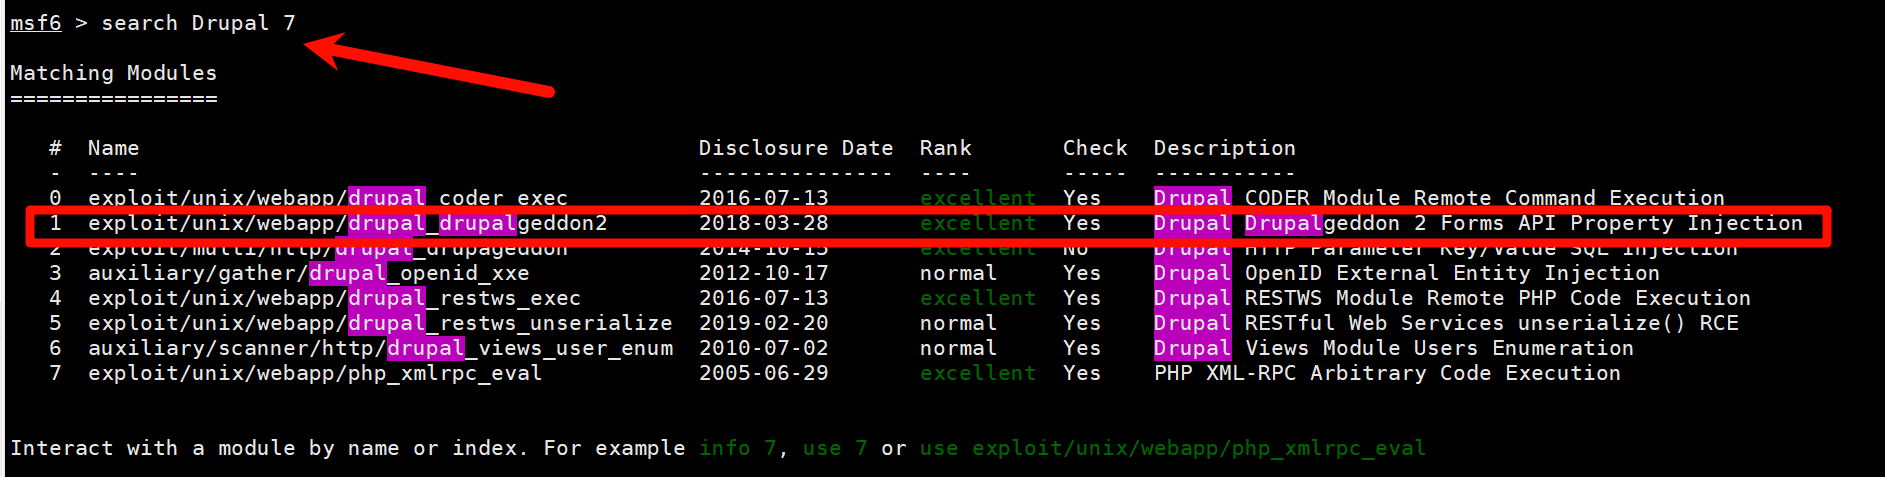 msf6 > search Drupal 7
Matching Modules
================
# Name Disclosure Date Rank Check Description
- ---- --------------- ---- ----- -----------
0 exploit/unix/webapp/drupal_coder_exec 2016-07-13 excellent Yes Drupal CODER Module Remote Command Execution
1 exploit/unix/webapp/drupal_drupalgeddon2 2018-03-28 excellent Yes Drupal Drupalgeddon 2 Forms API Property Injection
2 exploit/multi/http/drupal_drupageddon 2014-10-15 excellent No Drupal HTTP Parameter Key/Value SQL Injection
3 auxiliary/gather/drupal_openid_xxe 2012-10-17 normal Yes Drupal OpenID External Entity Injection
4 exploit/unix/webapp/drupal_restws_exec 2016-07-13 excellent Yes Drupal RESTWS Module Remote PHP Code Execution
5 exploit/unix/webapp/drupal_restws_unserialize 2019-02-20 normal Yes Drupal RESTful Web Services unserialize() RCE
6 auxiliary/scanner/http/drupal_views_user_enum 2010-07-02 normal Yes Drupal Views Module Users Enumeration
7 exploit/unix/webapp/php_xmlrpc_eval 2005-06-29 excellent Yes PHP XML-RPC Arbitrary Code Execution
Interact with a module by name or index. For example info 7, use 7 or use exploit/unix/webapp/php_xmlrpc_eval